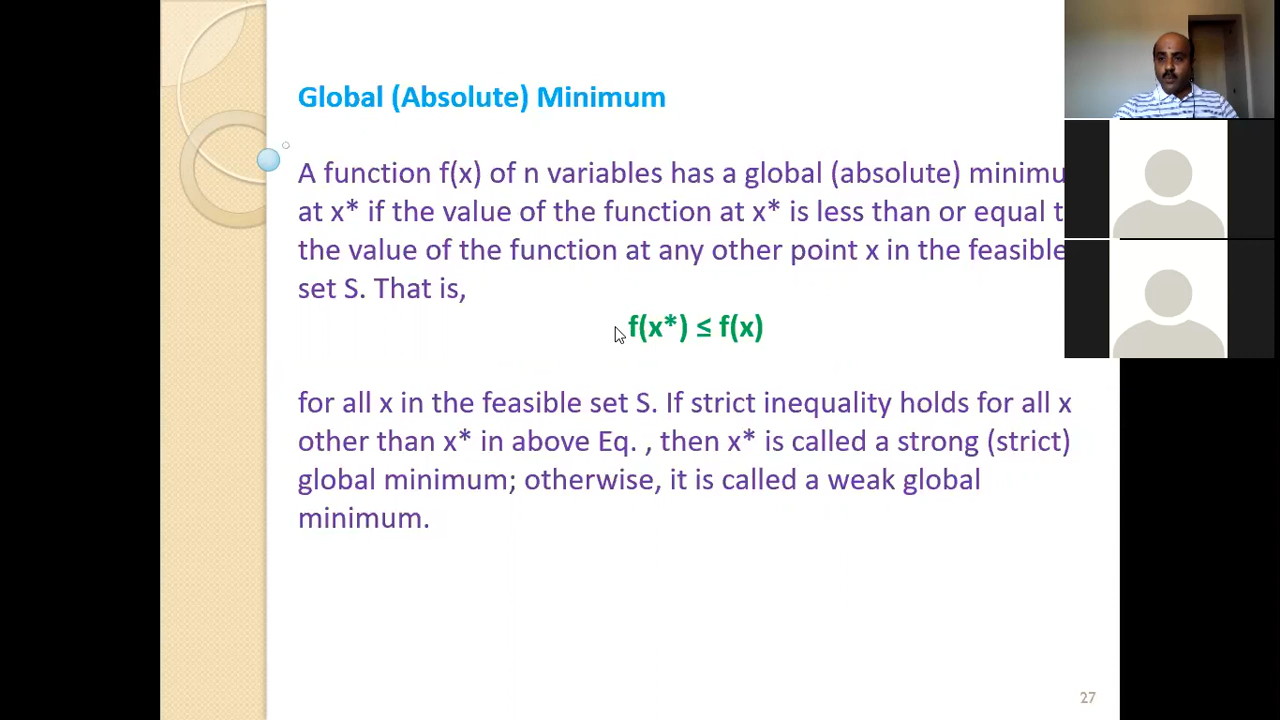 Global (Absolute) Minimum
A function f(x) of n variables has a global (absolute) minimu
at x* if the value of the function at x* is less than or equal t
the value of the function at any other point x in the feasible
set S. That is,
f(x*) ≤ f(x)
for all x in the feasible set S. If strict inequality holds for all x
other than x* in above Eq. , then x* is called a strong (strict)
global minimum; otherwise, it is called a weak global
minimum.
27